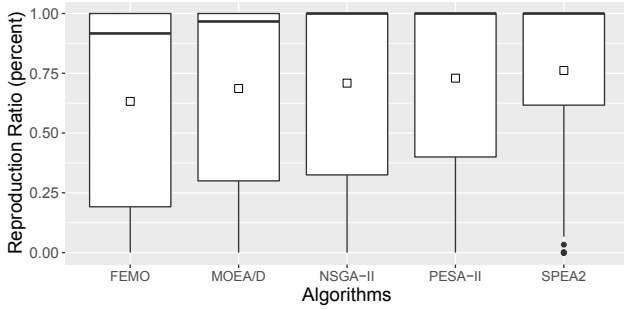 Reproduction Ratio (percent)
1.00
0.75
0.50
0.25
0.00
FEMO MOEA/D NSGA−II PESA−II SPEA2
Algorithms